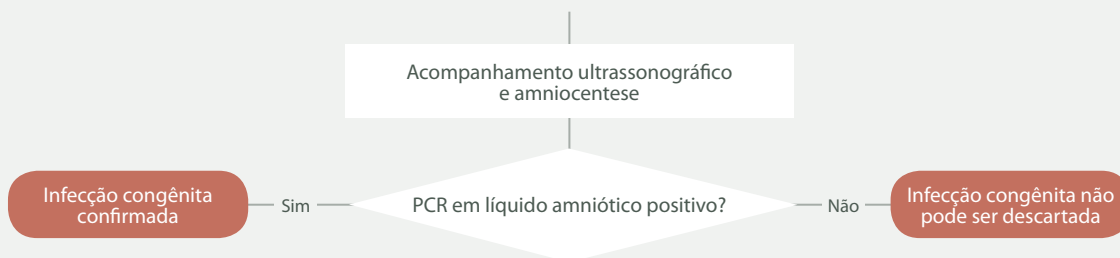 Acompanhamento ultrassonográfico
e amniocentese
Infecção congênita
confirmada
Sim
PCR em líquido amniótico positivo?
Não
Infecção congênita não
pode ser descartada